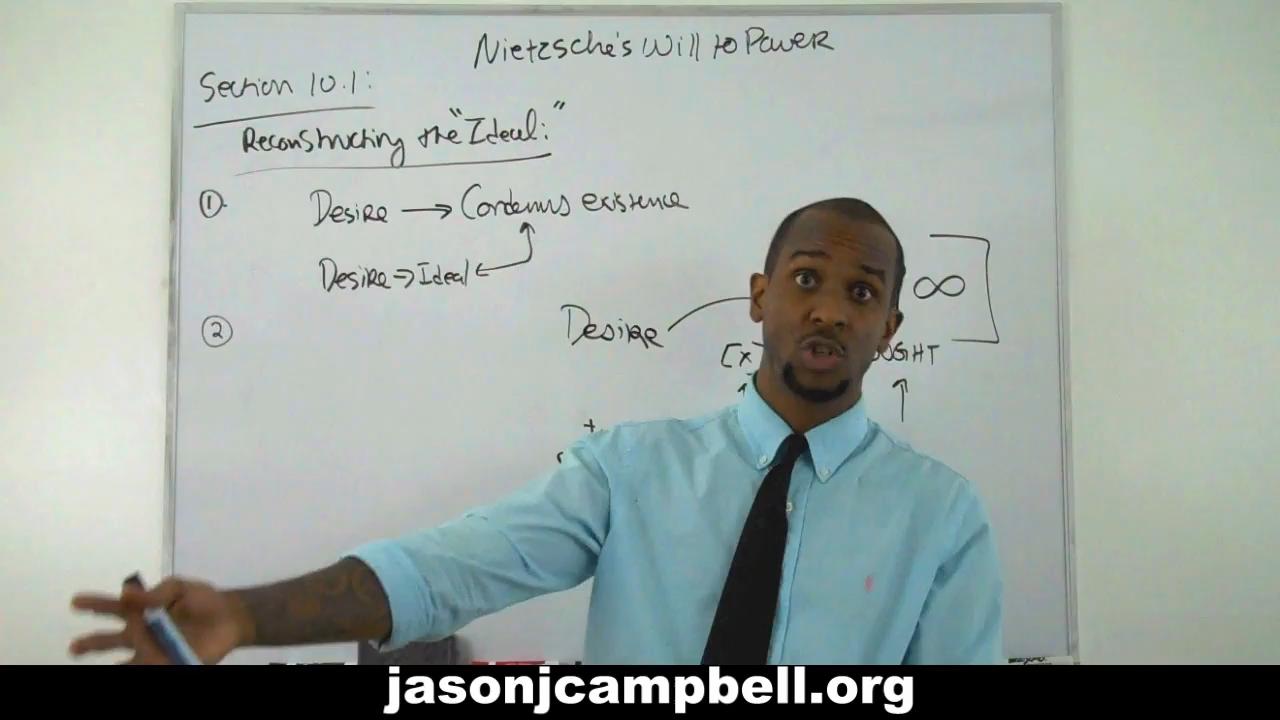 Nietzsche's Will to Power
Section 10.1:
Reconstructing the "Ideal:"
① Desire → Condemns existence
Desire → Ideal
②
Desire
∞
+
jasonjcampbell.org